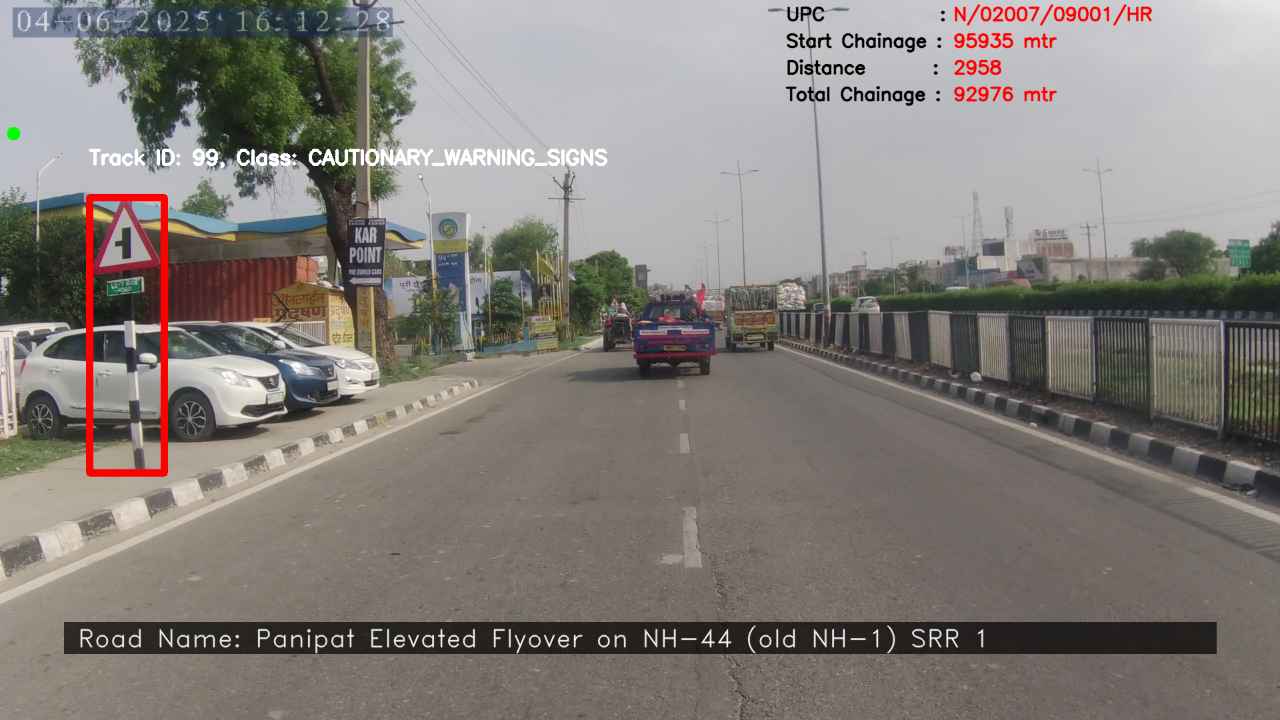 04-06-2025 16:12:28
UPC : N/02007/09001/HR
Start Chainage : 95935 mtr
Distance : 2958
Total Chainage : 92976 mtr
Track ID: 99, Class: CAUTIONARY_WARNING_SIGNS
KAR
POINT
प्रदूषण
Road Name: Panipat Elevated Flyover on NH-44 (old NH-1) SRR 1